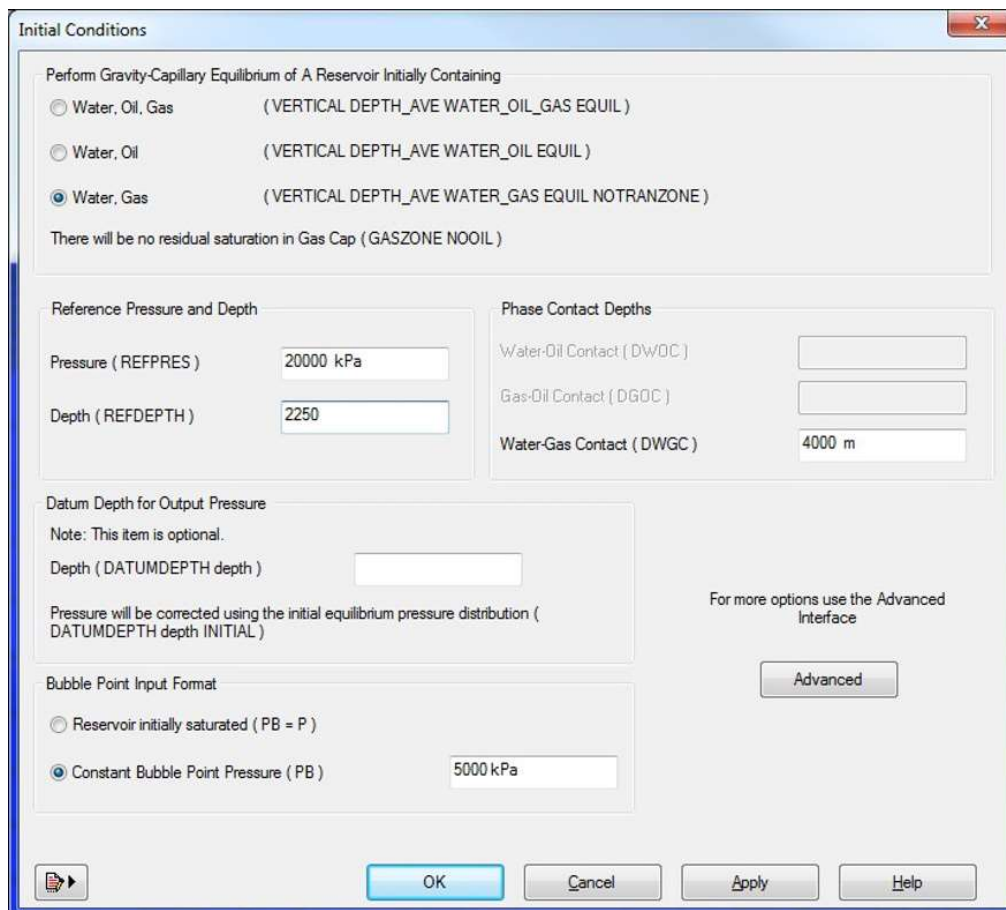 Initial Conditions
Perform Gravity-Capillary Equilibrium of A Reservoir Initially Containing
Water, Oil, Gas ( VERTICAL DEPTH_AVE WATER_OIL_GAS EQUIL )
Water, Oil ( VERTICAL DEPTH_AVE WATER_OIL EQUIL )
Water, Gas ( VERTICAL DEPTH_AVE WATER_GAS EQUIL NOTRANZONE )
There will be no residual saturation in Gas Cap ( GASZONE NOOIL )
Reference Pressure and Depth
Pressure ( REFPRES ) 20000 kPa
Depth ( REFDEPTH ) 2250
Phase Contact Depths
Water-Oil Contact ( DWOC )
Gas-Oil Contact ( DGOC )
Water-Gas Contact ( DWGC ) 4000 m
Datum Depth for Output Pressure
Note: This item is optional.
Depth ( DATUMDEPTH depth )
Pressure will be corrected using the initial equilibrium pressure distribution (
DATUMDEPTH depth INITIAL )
For more options use the Advanced
Interface
Advanced
Bubble Point Input Format
Reservoir initially saturated ( PB = P )
Constant Bubble Point Pressure ( PB ) 5000 kPa
OK Cancel Apply Help